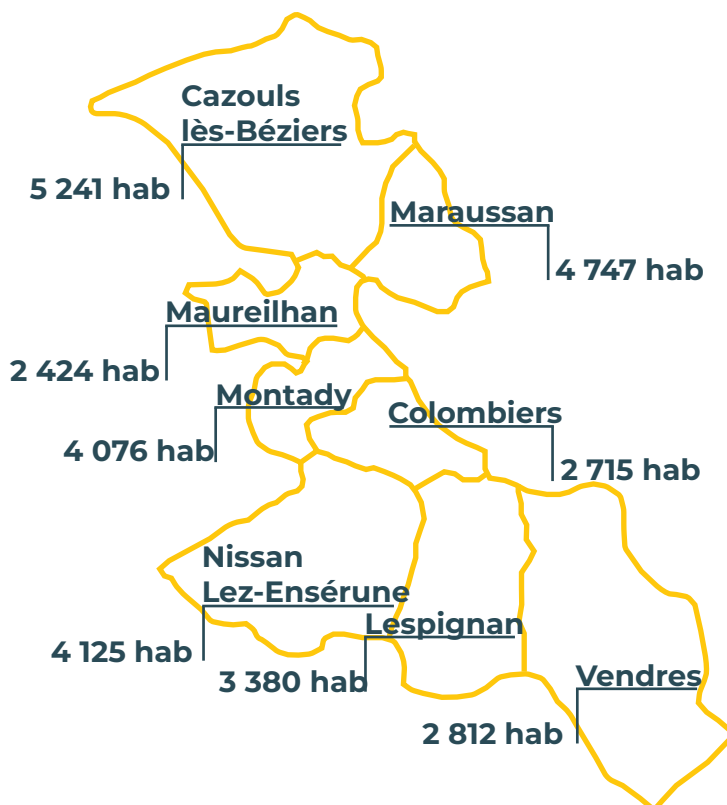 Cazouls
lès-Béziers
5 241 hab
Maraussan
4 747 hab
Maureilhan
2 424 hab
Montady
4 076 hab
Colombiers
2 715 hab
Nissan
Lez-Ensérune
4 125 hab
Lespignan
3 380 hab
Vendres
2 812 hab